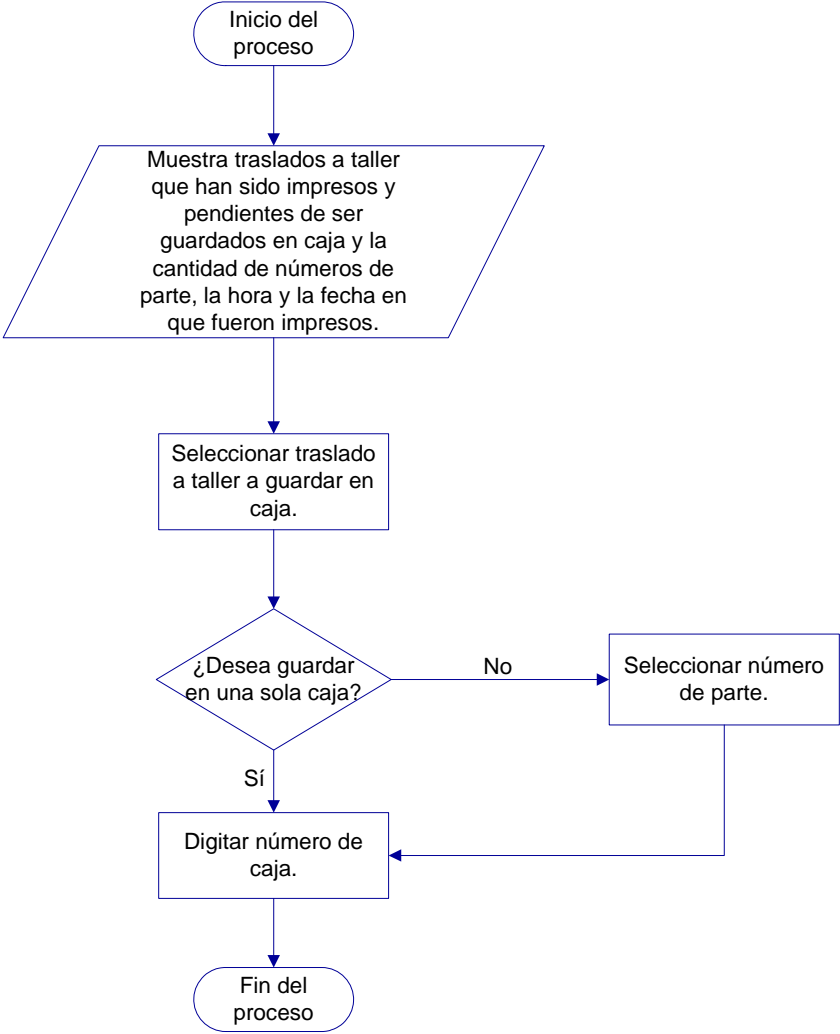 Inicio del
proceso
Muestra traslados a taller
que han sido impresos y
pendientes de ser
guardados en caja y la
cantidad de números de
parte, la hora y la fecha en
que fueron impresos.
Seleccionar traslado
a taller a guardar en
caja.
¿Desea guardar
en una sola caja?
No
Seleccionar número
de parte.
Sí
Digitar número de
caja.
Fin del
proceso